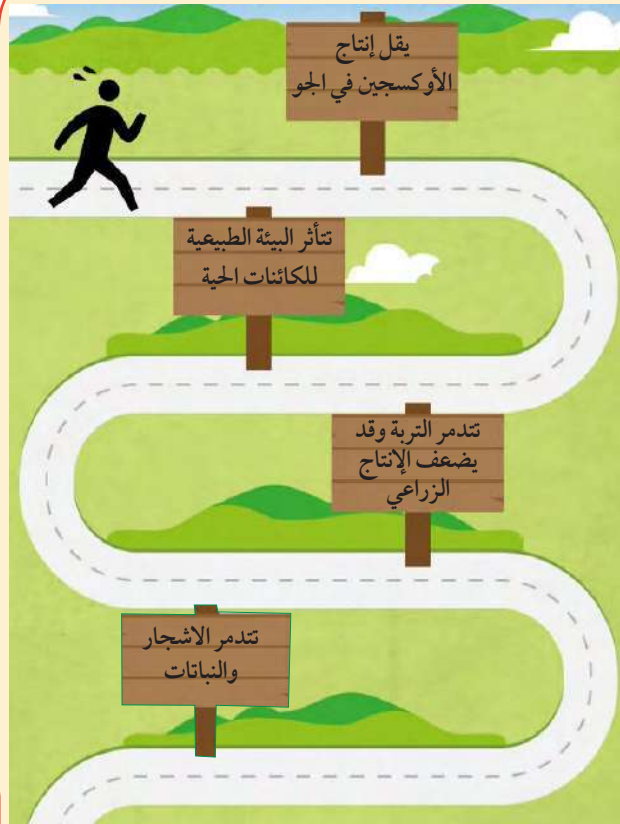 يقل إنتاج
الأوكسجين في الجو
تتأثر البيئة الطبيعية
للكائنات الحية
تتدمر التربة وقد
يضعف الإنتاج
الزراعي
تتدمر الاشجار
والنباتات